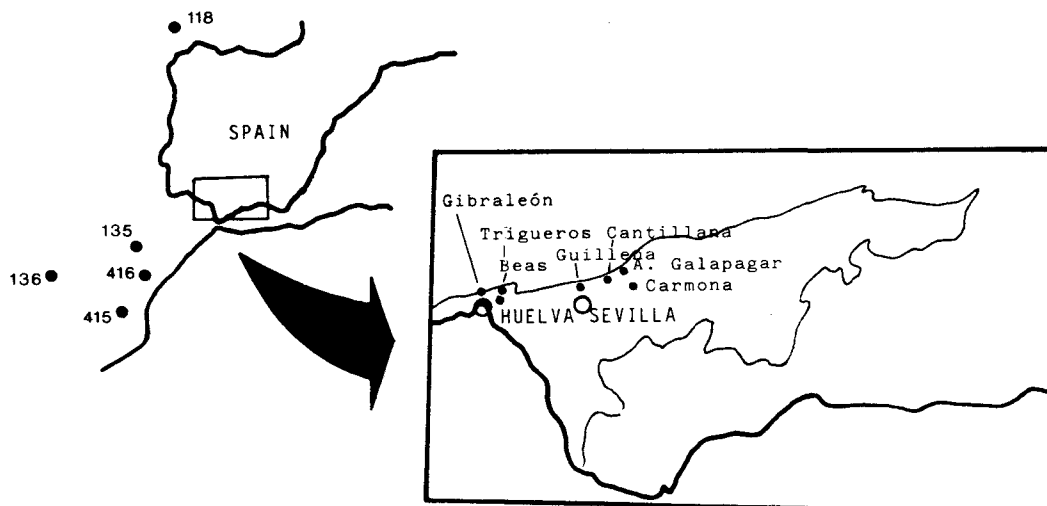 118
SPAIN
135
136
416
415
Gibraleón
Trigueros Cantillana
Guillena
Beas
A. Galapagar
Carmona
HUELVA SEVILLA